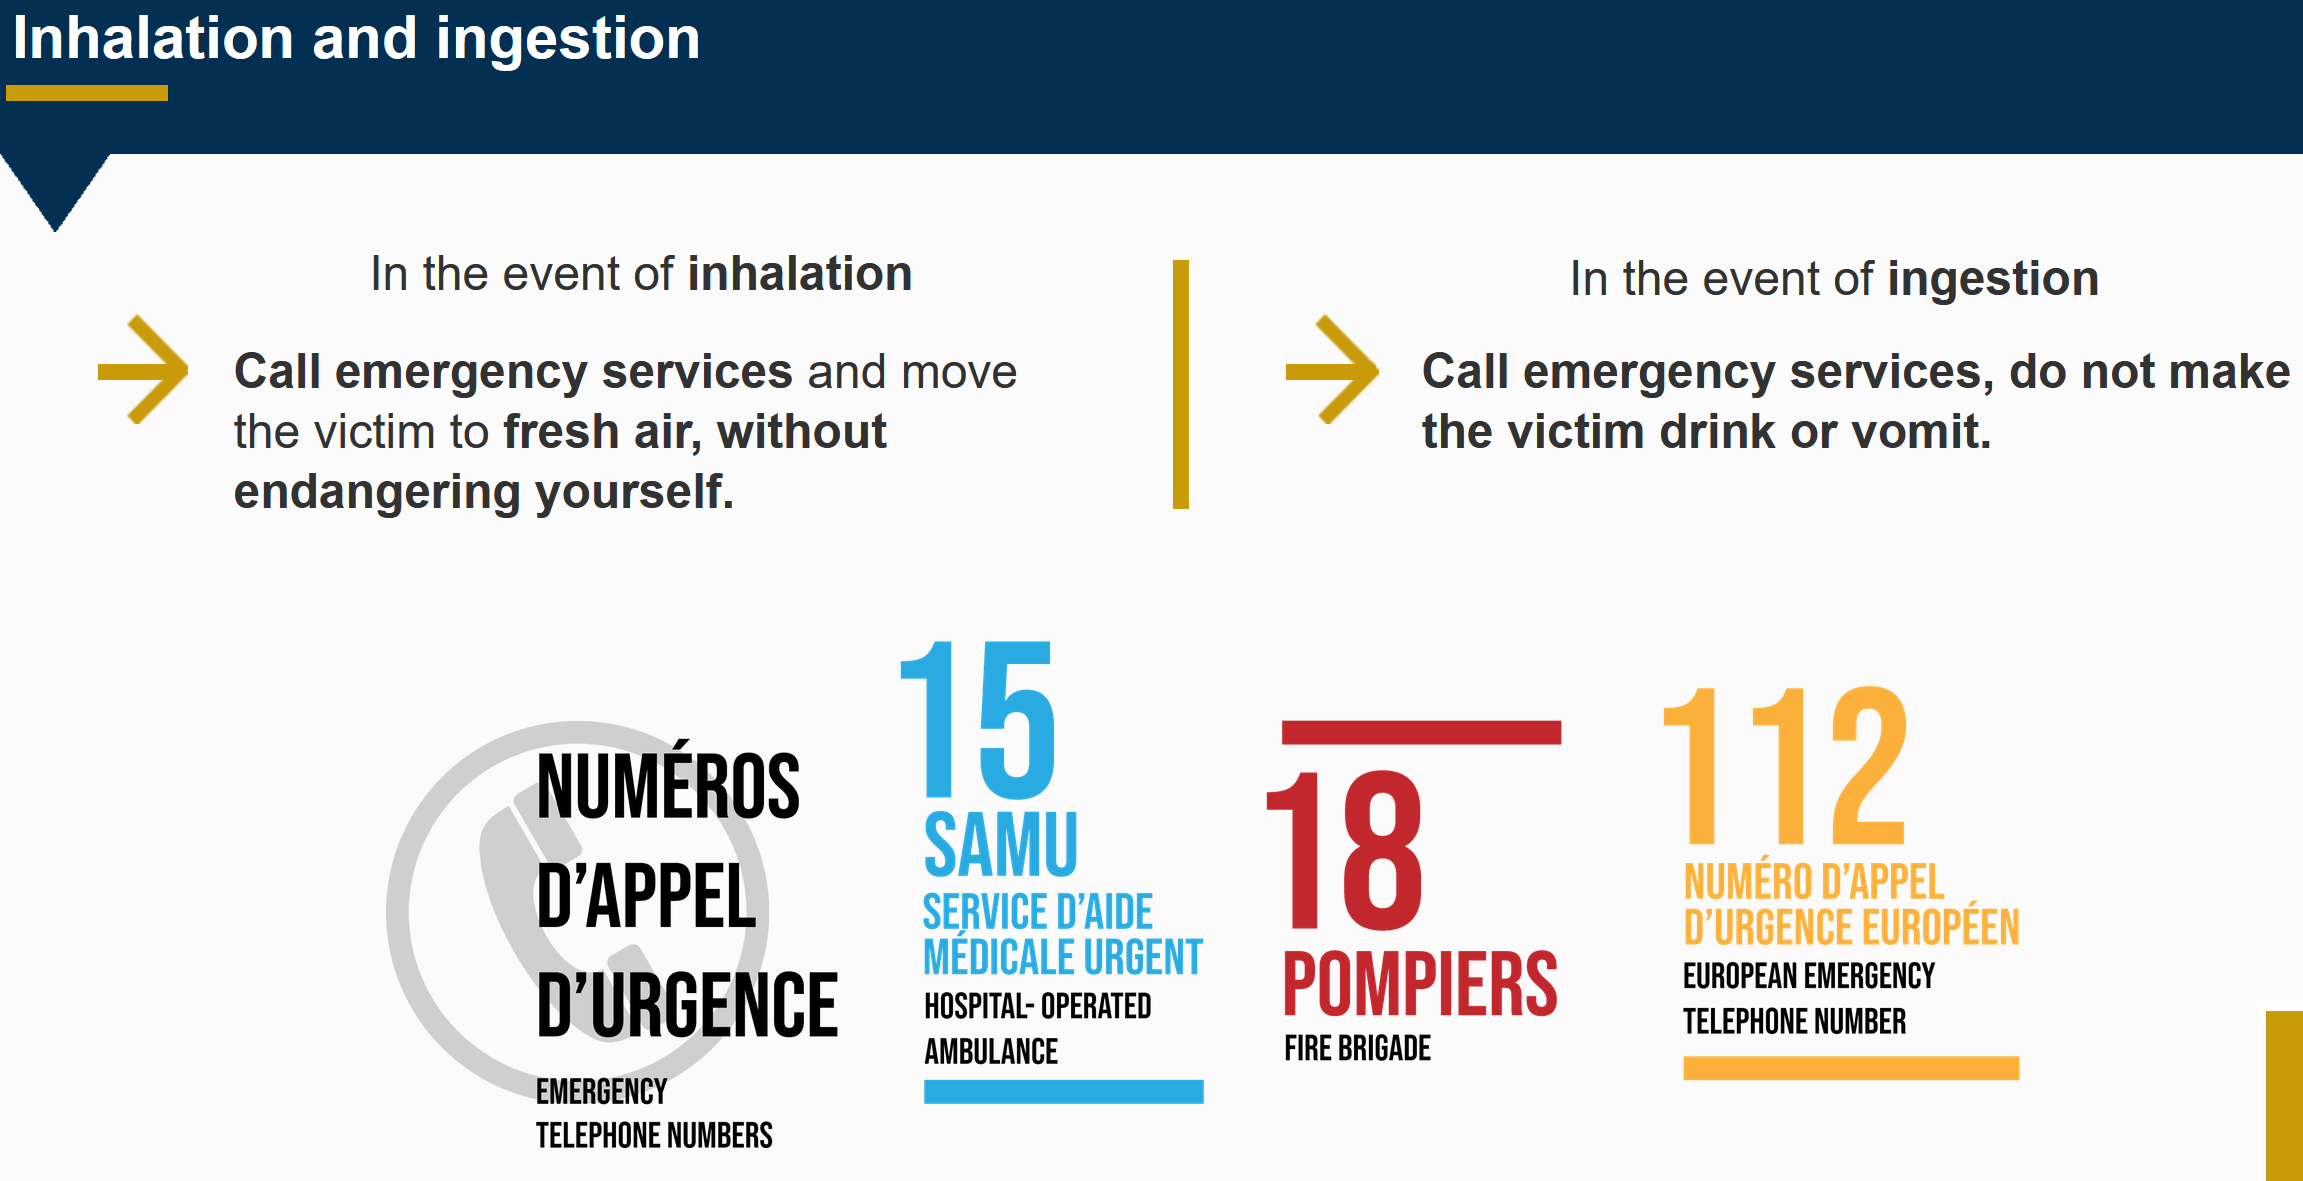 Inhalation and ingestion
In the event of inhalation
Call emergency services and move
the victim to fresh air, without
endangering yourself.
In the event of ingestion
Call emergency services, do not make
the victim drink or vomit.
NUMÉROS
D'APPEL
D'URGENCE
EMERGENCY
TELEPHONE NUMBERS
15
SAMU
SERVICE D'AIDE
MÉDICALE URGENT
HOSPITAL- OPERATED
AMBULANCE
18
POMPIERS
FIRE BRIGADE
112
NUMÉRO D'APPEL
D'URGENCE EUROPÉEN
EUROPEAN EMERGENCY
TELEPHONE NUMBER